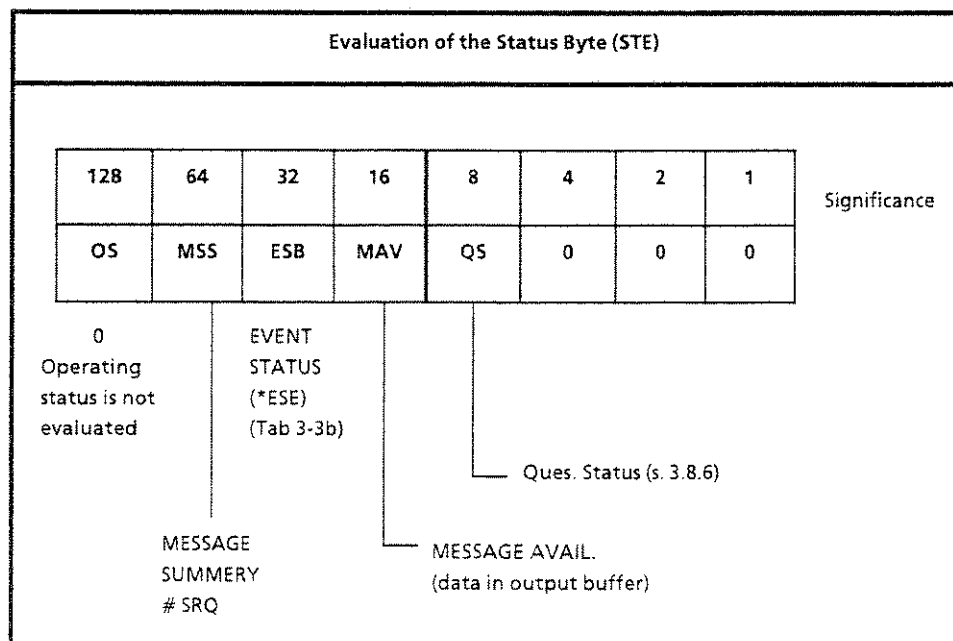 Evaluation of the Status Byte (STE)
128 64 32 16 8 4 2 1
Significance
OS MSS ESB MAV QS 0 0 0
0
Operating
status is not
evaluated
EVENT
STATUS
(*ESE)
(Tab 3-3b)
Ques. Status (s. 3.8.6)
MESSAGE
SUMMERY
# SRQ
MESSAGE AVAIL.
(data in output buffer)